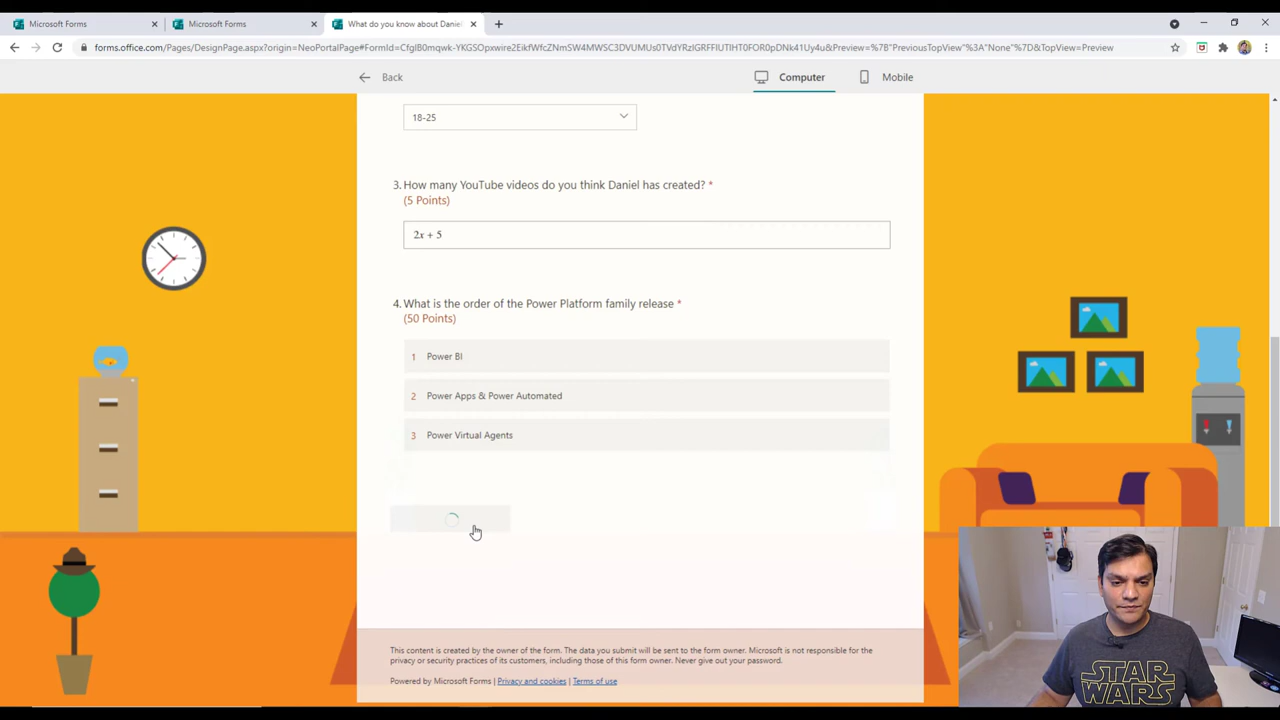 Microsoft Forms
Microsoft Forms
What do you know about Daniel
forms.office.com/Pages/DesignPage.aspx?origin=NeoPortalPage#FormId=CfglB0mqwk-YKGSOpxwire2EikfWfcZNmSW4MWSC3DVUMUs0TVdYRzlGRFFIUTlHT0FOR0pDNk41Uy4u&Preview=%7B"PreviousTopView"%3A"None"%7D&TopView=Preview
Back
Computer
Mobile
18-25
3. How many YouTube videos do you think Daniel has created? *
(5 Points)
2x + 5
4. What is the order of the Power Platform family release *
(50 Points)
1 Power BI
2 Power Apps & Power Automated
3 Power Virtual Agents
This content is created by the owner of the form. The data you submit will be sent to the form owner. Microsoft is not responsible for the
privacy or security practices of its customers, including those of this form owner. Never give out your password.
Powered by Microsoft Forms | Privacy and cookies | Terms of use
STAR
WARS